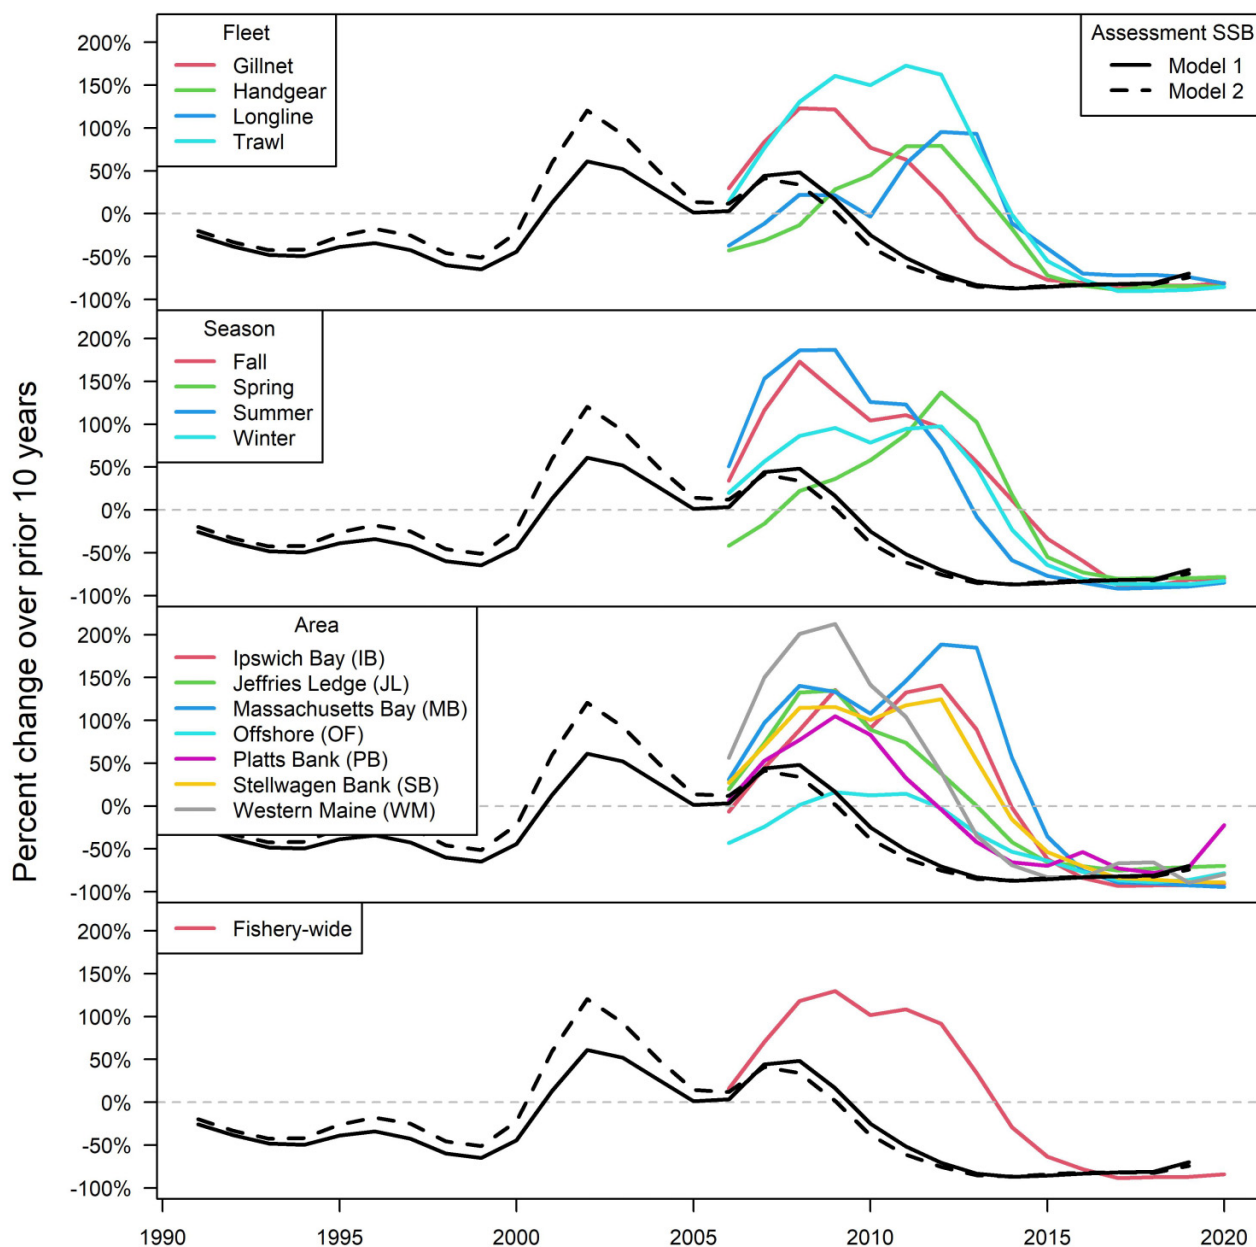 Percent change over prior 10 years
Fleet
Gillnet
Handgear
Longline
Trawl
Assessment SSB
Model 1
Model 2
200%
150%
100%
50%
0%
-50%
-100%
Season
Fall
Spring
Summer
Winter
200%
150%
100%
50%
0%
-50%
-100%
Area
Ipswich Bay (IB)
Jeffries Ledge (JL)
Massachusetts Bay (MB)
Offshore (OF)
Platts Bank (PB)
Stellwagen Bank (SB)
Western Maine (WM)
200%
150%
100%
50%
0%
-50%
-100%
Fishery-wide
200%
150%
100%
50%
0%
-50%
-100%
1990 1995 2000 2005 2010 2015 2020